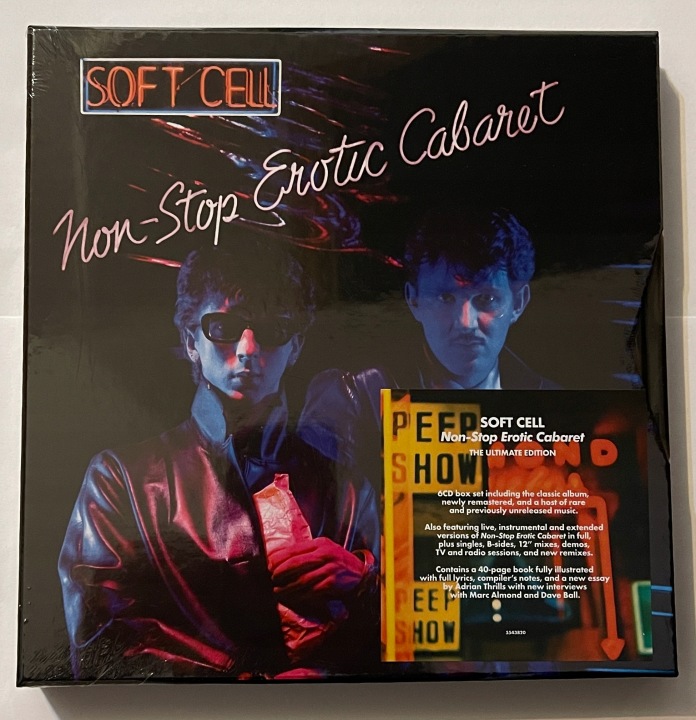 SOFT CELL
Non-Stop Erotic Cabaret
PEEP
SHOW
SOFT CELL
Non-Stop Erotic Cabaret
THE ULTIMATE EDITION
6CD box set including the classic album,
newly remastered, and a host of rare
and previously unreleased music.
Also featuring live, instrumental and extended
versions of Non-Stop Erotic Cabaret in full,
plus singles, B-sides, 12" mixes, demos,
TV and radio sessions, and new remixes.
Contains a 40-page book fully illustrated
with full lyrics, compiler's notes, and a new essay
by Adrian Thrills with new interviews
with Marc Almond and Dave Ball.
PEEP
SHOW
3543820